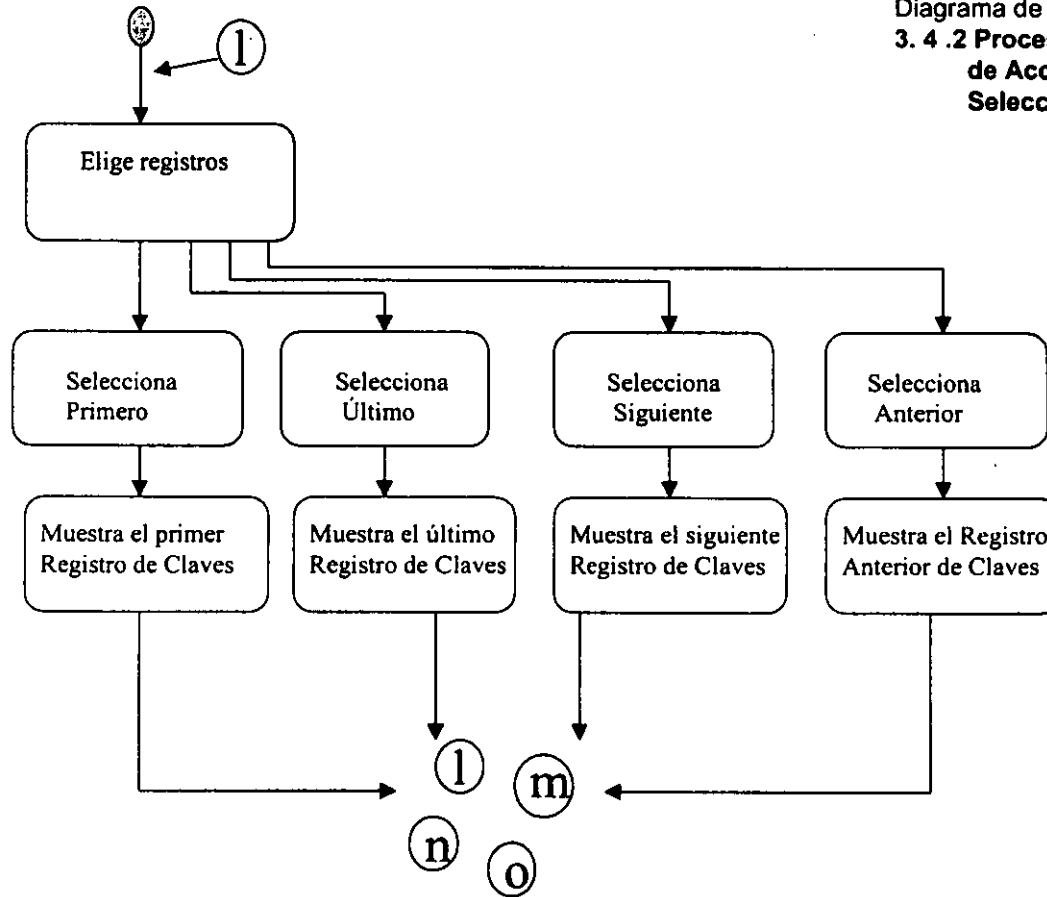 Diagrama de
3. 4 .2 Proces
de Acc
Selecc
l
Elige registros
Selecciona
Primero
Selecciona
Último
Selecciona
Siguiente
Selecciona
Anterior
Muestra el primer
Registro de Claves
Muestra el último
Registro de Claves
Muestra el siguiente
Registro de Claves
Muestra el Registro
Anterior de Claves
l
m
n
o